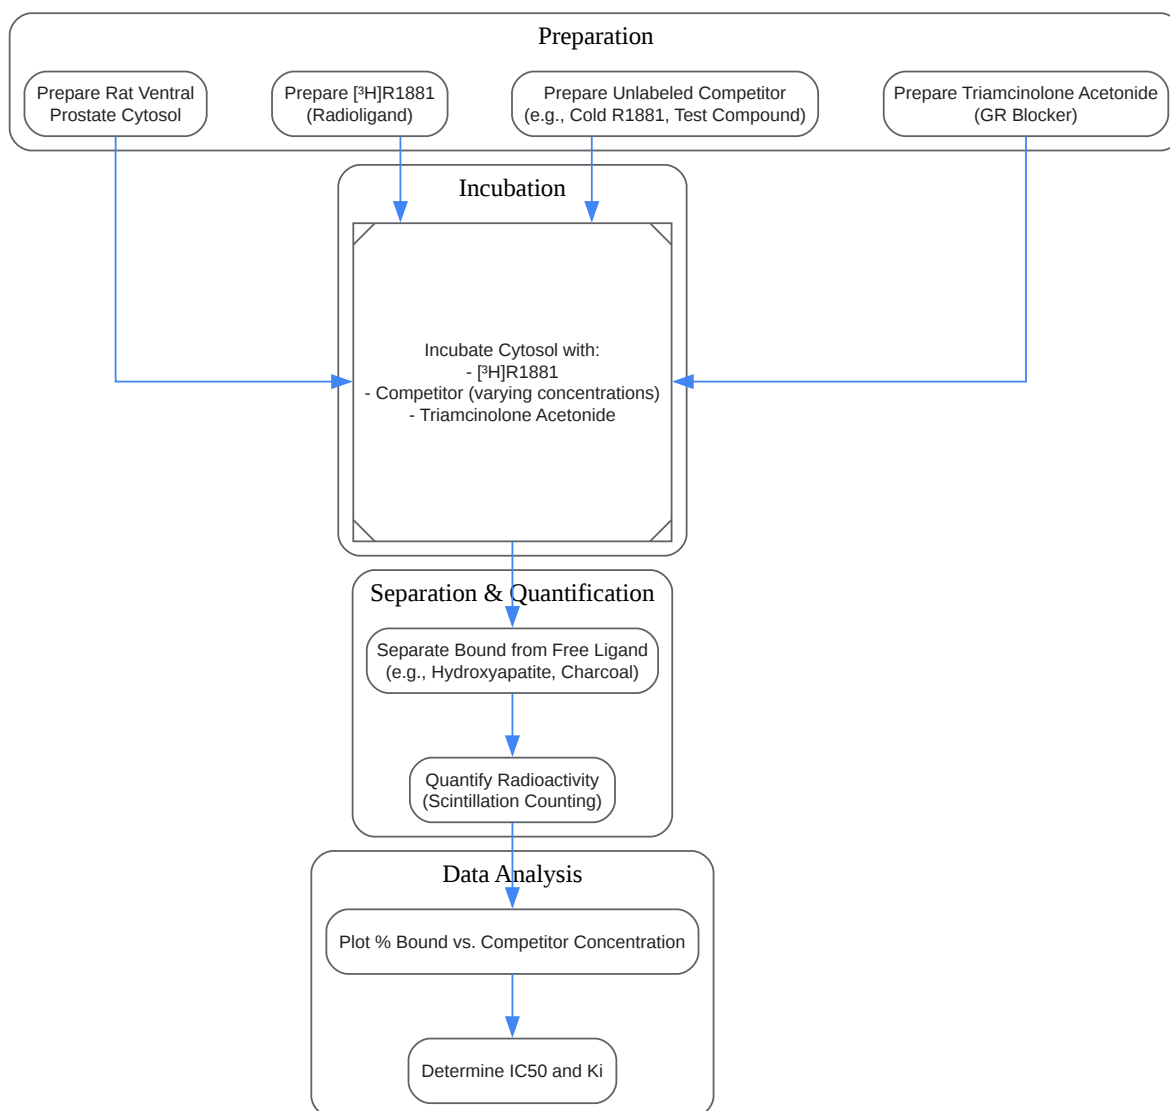 Preparation
Prepare Rat Ventral
Prostate Cytosol
Prepare [³H]R1881
(Radioligand)
Prepare Unlabeled Competitor
(e.g., Cold R1881, Test Compound)
Prepare Triamcinolone Acetonide
(GR Blocker)
Incubation
Incubate Cytosol with:
- [³H]R1881
- Competitor (varying concentrations)
- Triamcinolone Acetonide
Separation & Quantification
Separate Bound from Free Ligand
(e.g., Hydroxyapatite, Charcoal)
Quantify Radioactivity
(Scintillation Counting)
Data Analysis
Plot % Bound vs. Competitor Concentration
Determine IC50 and Ki